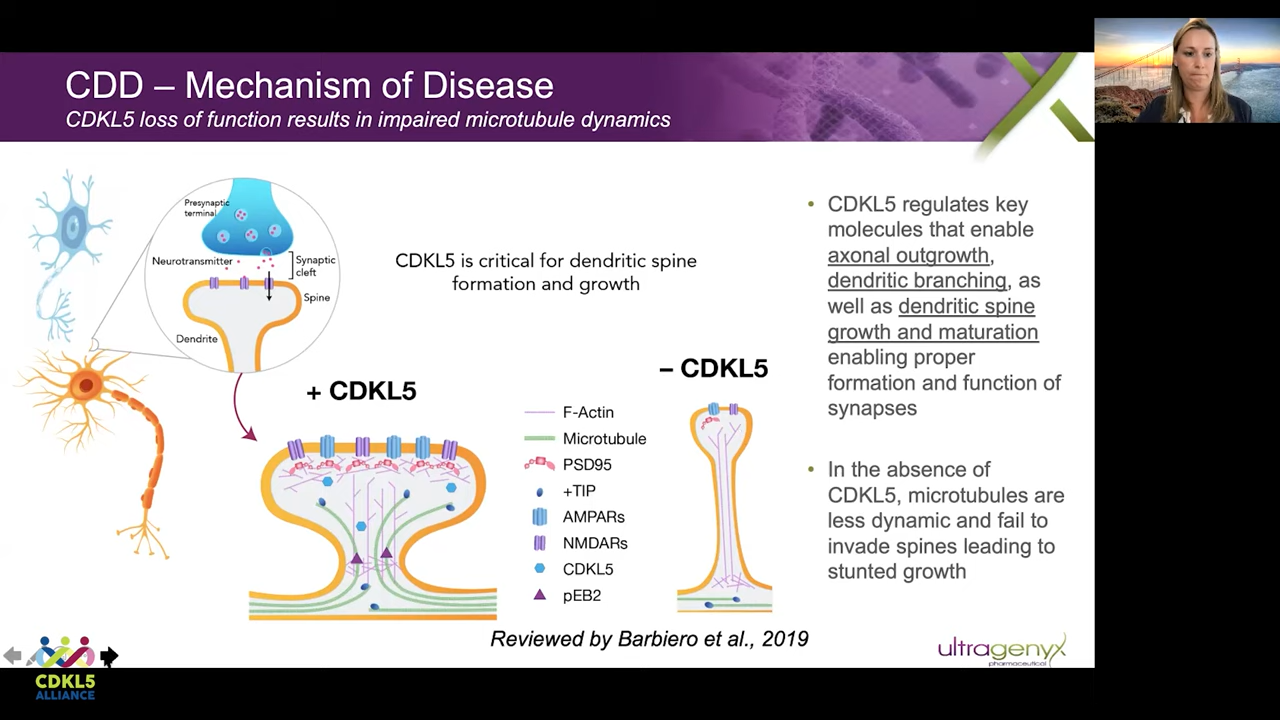 CDD – Mechanism of Disease
CDKL5 loss of function results in impaired microtubule dynamics
Presynaptic
terminal
Neurotransmitter
Synaptic
cleft
Spine
Dendrite
CDKL5 is critical for dendritic spine
formation and growth
+ CDKL5
– CDKL5
F-Actin
Microtubule
PSD95
+TIP
AMPARs
NMDARs
CDKL5
pEB2
• CDKL5 regulates key
molecules that enable
axonal outgrowth,
dendritic branching, as
well as dendritic spine
growth and maturation
enabling proper
formation and function of
synapses
• In the absence of
CDKL5, microtubules are
less dynamic and fail to
invade spines leading to
stunted growth
Reviewed by Barbiero et al., 2019
ultragenyx
pharmaceutical
CDKL5
ALLIANCE